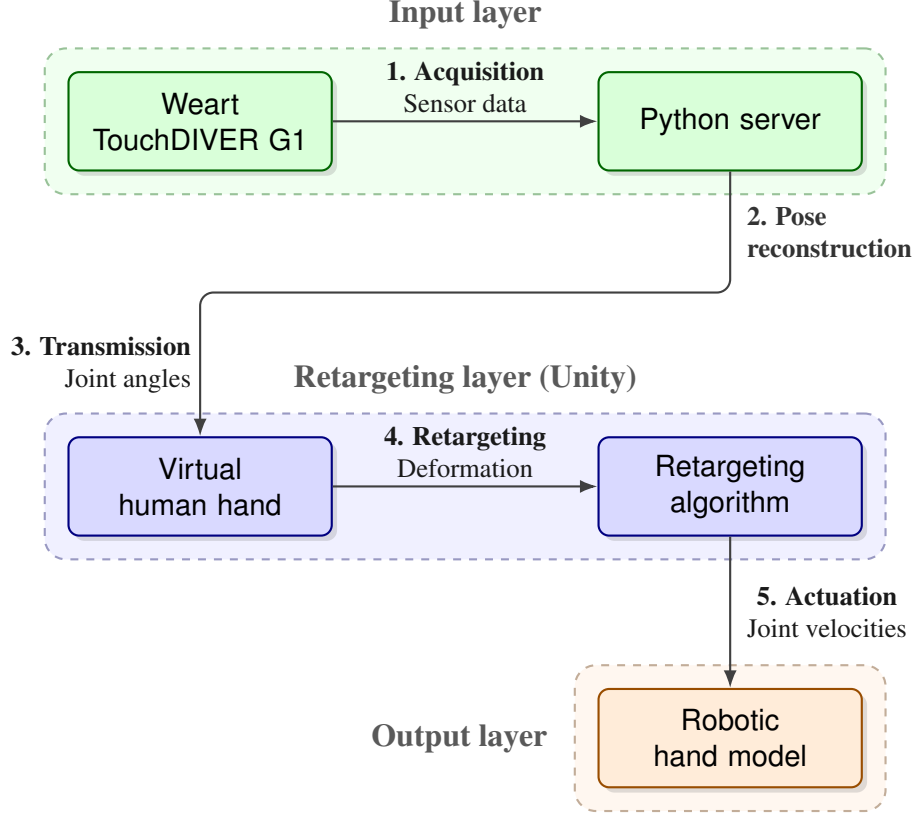 Input layer
Weart
TouchDIVER G1
1. Acquisition
Sensor data
Python server
2. Pose
reconstruction
3. Transmission
Joint angles
Retargeting layer (Unity)
Virtual
human hand
4. Retargeting
Deformation
Retargeting
algorithm
5. Actuation
Joint velocities
Output layer
Robotic
hand model